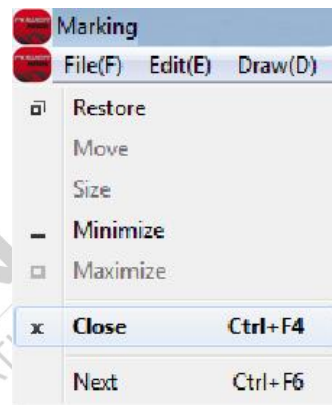 Marking
File(F) Edit(E) Draw(D)
Restore
Move
Size
Minimize
Maximize
Close Ctrl+F4
Next Ctrl+F6